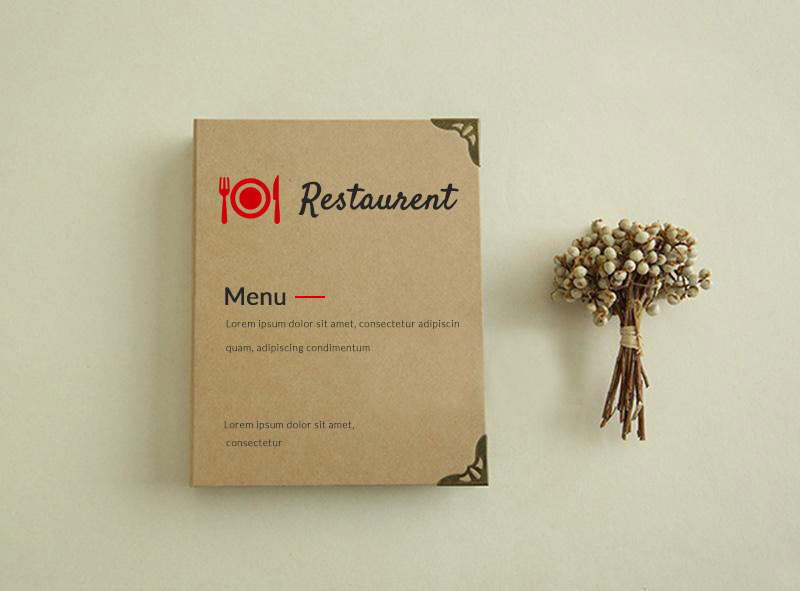 Restaurent
Menu
Lorem ipsum dolor sit amet, consectetur adipiscin
quam, adipiscing condimentum
Lorem ipsum dolor sit amet,
consectetur